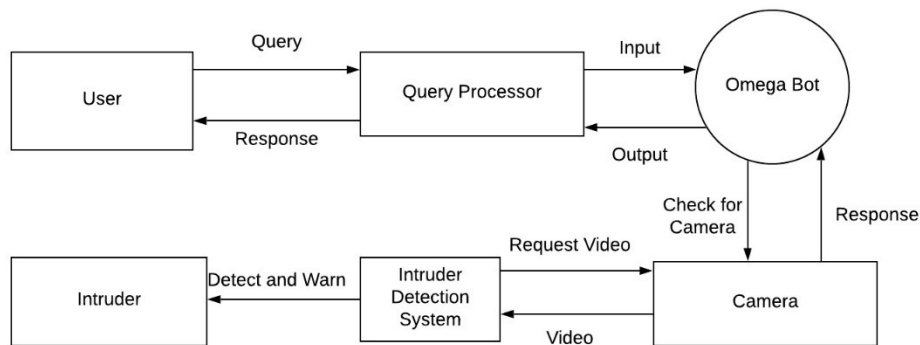 Query
Input
User
Query Processor
Omega Bot
Response
Output
Check for
Camera
Response
Request Video
Intruder
Detect and Warn
Intruder
Detection
System
Camera
Video